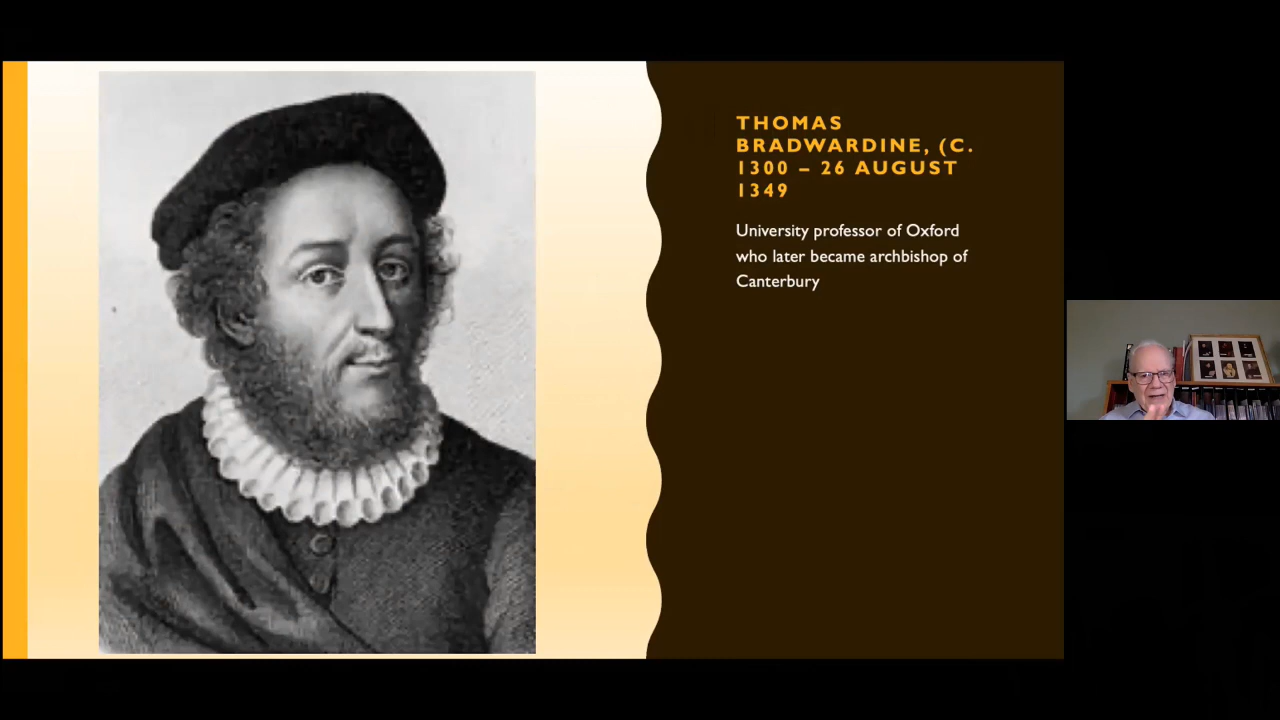 THOMAS
BRADWARDINE, (C.
1300 – 26 AUGUST
1349
University professor of Oxford
who later became archbishop of
Canterbury